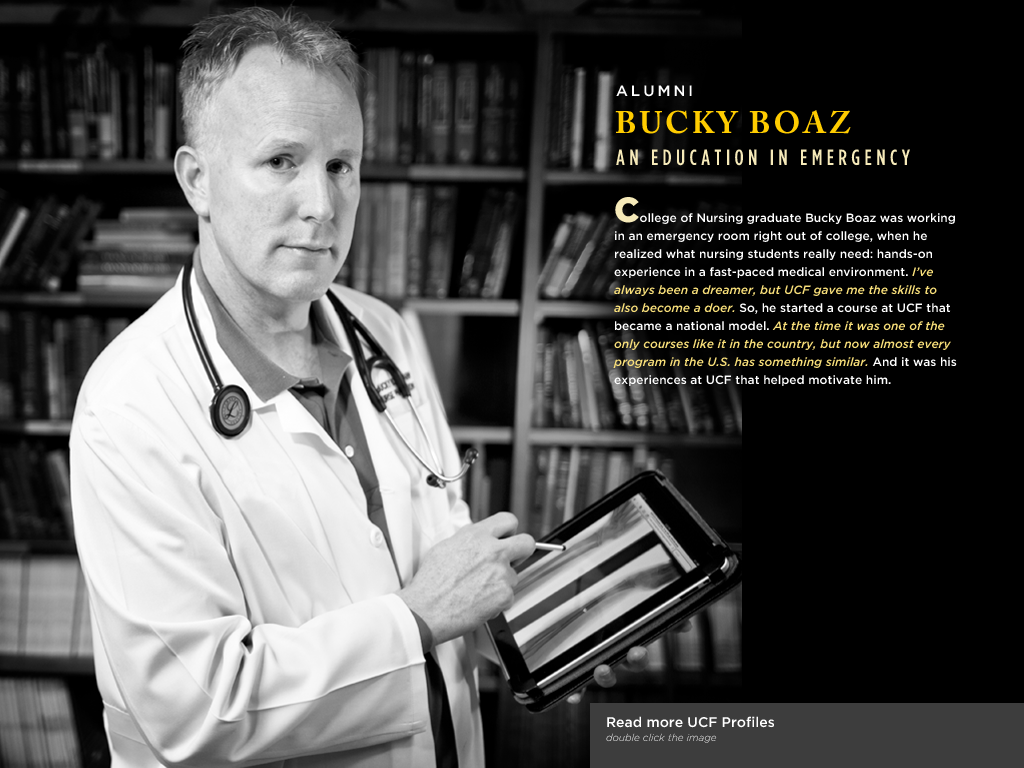 ALUMNI
BUCKY BOAZ
AN EDUCATION IN EMERGENCY
College of Nursing graduate Bucky Boaz was working
in an emergency room right out of college, when he
realized what nursing students really need: hands-on
experience in a fast-paced medical environment. I've
always been a dreamer, but UCF gave me the skills to
also become a doer. So, he started a course at UCF that
became a national model. At the time it was one of the
only courses like it in the country, but now almost every
program in the U.S. has something similar. And it was his
experiences at UCF that helped motivate him.
Read more UCF Profiles
double click the image